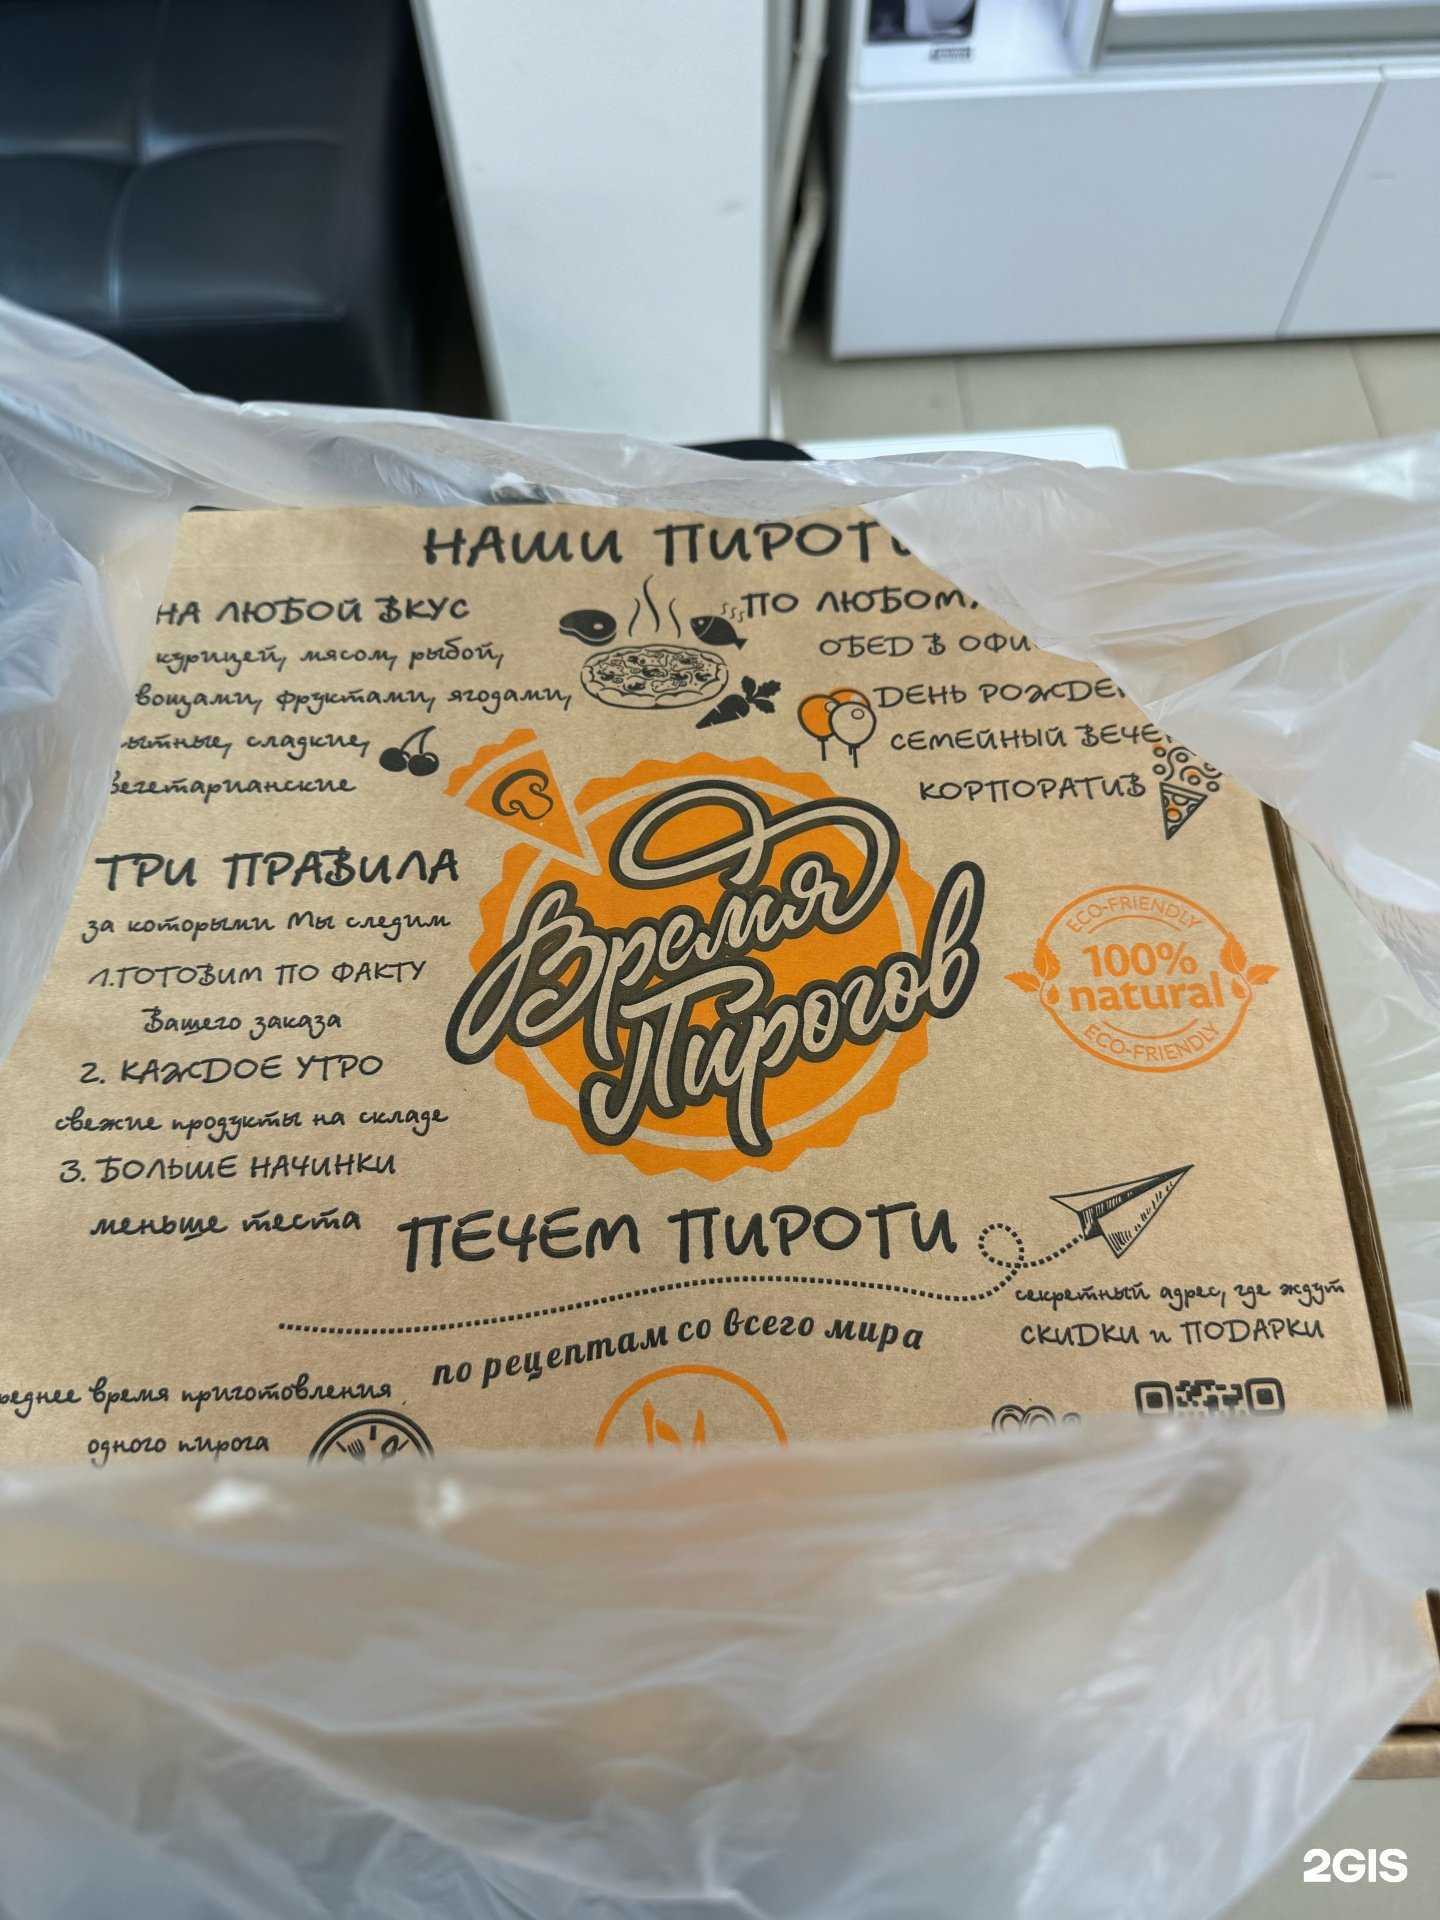 НАШИ ПИРОГИ
НА ЛЮБОЙ ВКУС
курицей, мясом, рыбой,
вощами, фруктами, ягодами,
ытные, сладкие,
вегетарианские
ПО ЛЮБОМ
ОБЕД В ОФИ
ДЕНЬ РОЖДЕ
СЕМЕЙНЫЙ ВЕЧЕ
КОРПОРАТИВ
ТРИ ПРАВИЛА
за которыми Мы следим
1.ГОТОВИМ ПО ФАКТУ
Вашего заказа
2. КАЖДОЕ УТРО
свежие продукты на складе
3. БОЛЬШЕ НАЧИНКИ
меньше теста
Время
Пирогов
ECO-FRIENDLY
100%
natural
ECO-FRIENDLY
ПЕЧЕМ ПИРОГИ
по рецептам со всего мира
секретный адрес, где ждут
СКИДКИ и ПОДАРКИ
реднее время приготовления
одного пирога
2GIS